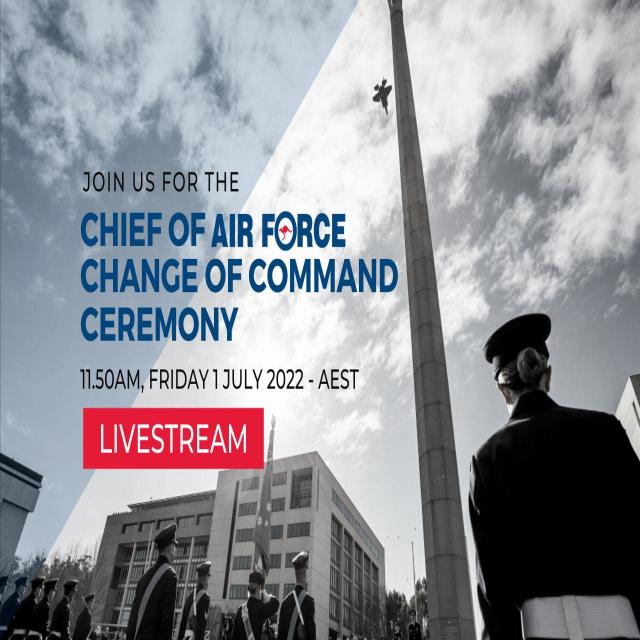 JOIN US FOR THE
CHIEF OF AIR FORCE
CHANGE OF COMMAND
CEREMONY
11.50AM, FRIDAY 1 JULY 2022 - AEST
LIVESTREAM